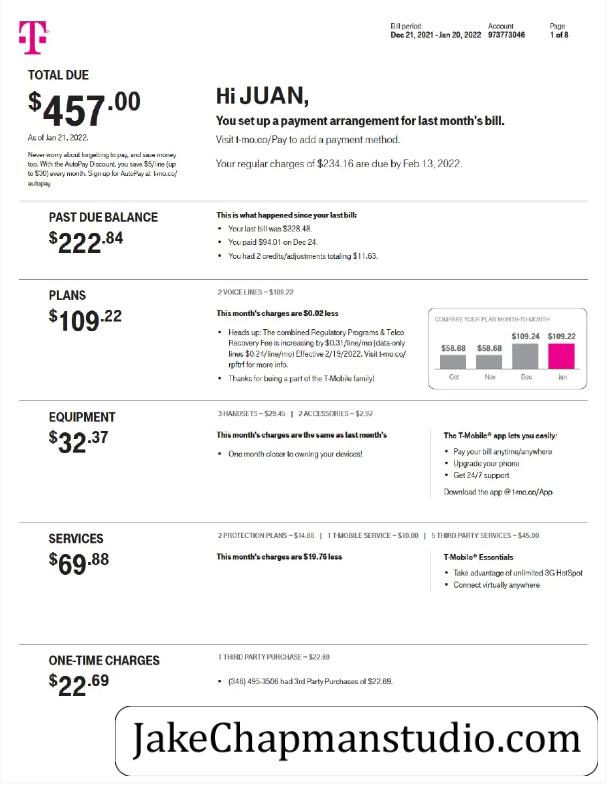 T
Bill period Account Page
Dec 21, 2021 - Jan 20, 2022 973773046 1 of 8
TOTAL DUE
$457.00
As of Jan 21, 2022.
Never worry about forgetting to pay, and save money
too. With the AutoPay Discount, you save $5/line (up
to $30) every month. Sign up for AutoPay at t-mo.co/
autopay
Hi JUAN,
You set up a payment arrangement for last month's bill.
Visit t-mo.co/Pay to add a payment method.
Your regular charges of $234.16 are due by Feb 13, 2022.
PAST DUE BALANCE
$222.84
This is what happened since your last bill:
• Your last bill was $328.48.
• You paid $94.01 on Dec 24.
• You had 2 credits/adjustments totaling $11.63.
PLANS
$109.22
2 VOICE LINES – $109.22
This month's charges are $0.02 less
• Heads up: The combined Regulatory Programs & Telco
Recovery Fee is increasing by $0.31/line/mo (data-only
lines $0.24/line/mo) Effective 2/19/2022. Visit t-mo.co/
rpftrf for more info.
• Thanks for being a part of the T-Mobile family!
COMPARE YOUR PLAN MONTH-TO-MONTH
$58.68 $58.68 $109.24 $109.22
Oct Nov Dec Jan
EQUIPMENT
$32.37
3 HANDSETS – $29.45 | 2 ACCESSORIES – $2.92
This month's charges are the same as last month's
• One month closer to owning your devices!
The T-Mobile® app lets you easily:
• Pay your bill anytime/anywhere
• Upgrade your phone
• Get 24/7 support
Download the app @ t-mo.co/App
SERVICES
$69.88
2 PROTECTION PLANS – $14.88 | 1 T-MOBILE SERVICE – $10.00 | 5 THIRD PARTY SERVICES – $45.00
This month's charges are $19.76 less
T-Mobile® Essentials
• Take advantage of unlimited 3G HotSpot
• Connect virtually anywhere
ONE-TIME CHARGES
$22.69
1 THIRD PARTY PURCHASE – $22.69
• (346) 495-3506 had 3rd Party Purchases of $22.69.
JakeChapmanstudio.com